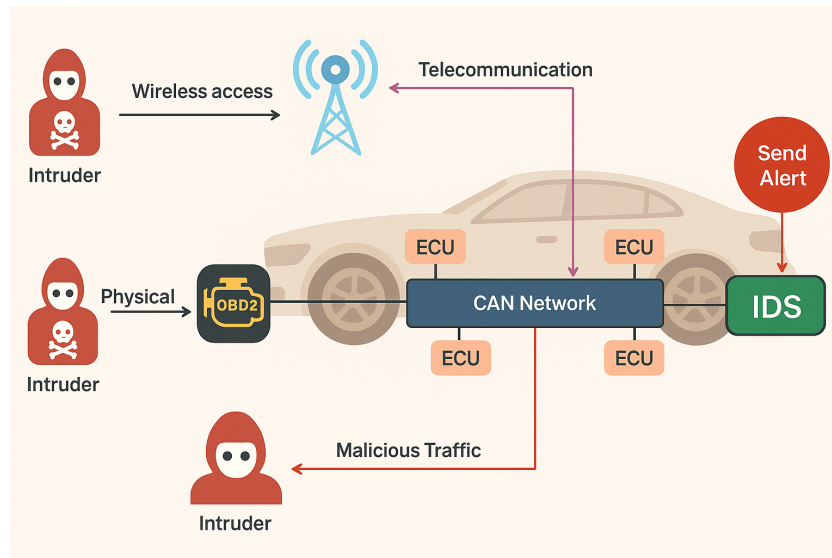 Wireless access
Telecommunication
Intruder
Send
Alert
ECU
ECU
Physical
OBD2
CAN Network
IDS
ECU
ECU
Intruder
Malicious Traffic
Intruder